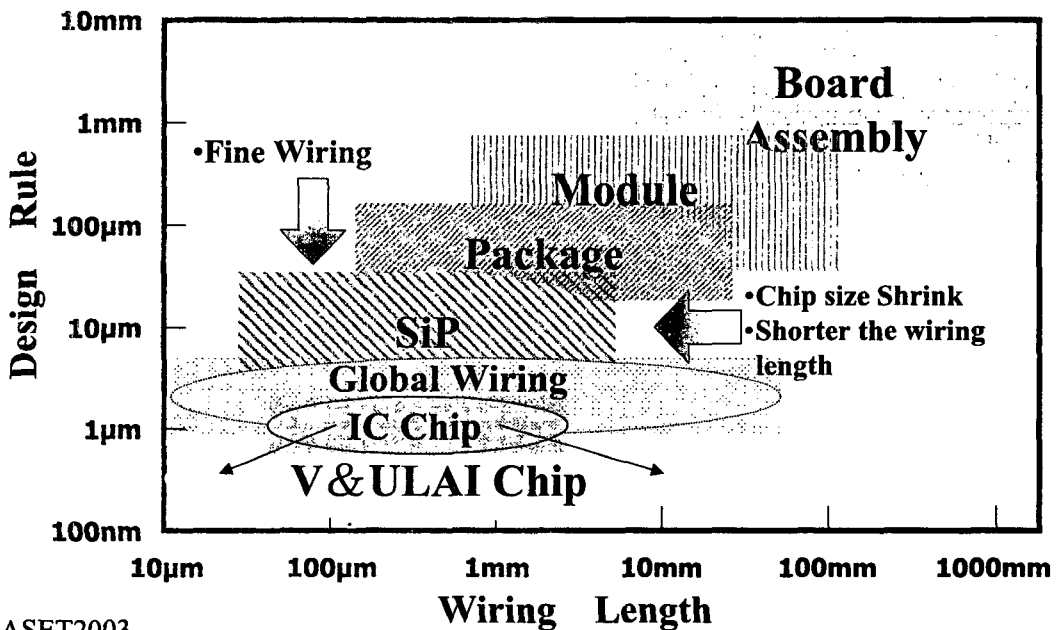 10mm
1mm
100μm
10μm
1μm
100nm
Design Rule
Board
Assembly
•Fine Wiring
Module
Package
•Chip size Shrink
•Shorter the wiring
length
SiP
Global Wiring
IC Chip
V&ULAI Chip
10μm 100μm 1mm 10mm 100mm 1000mm
Wiring Length
ASET2003